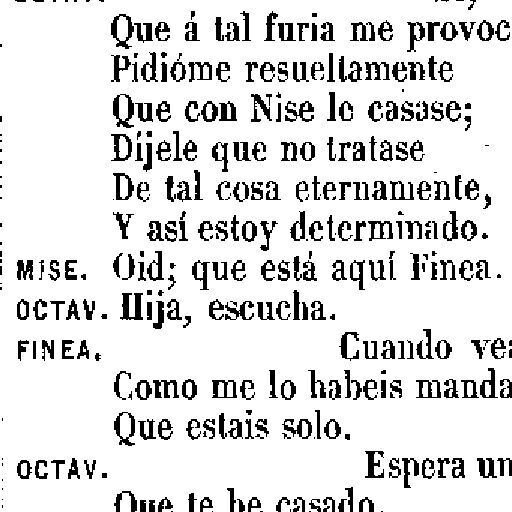 Que á tal furia me provoc
Pidióme resueltamente
Que con Nise le casase;
Díjele que no tratase
De tal cosa eternamente,
Y así estoy determinado.
MISE. Oid; que está aquí Finea.
OCTAV. Hija, escucha.
FINEA. Cuando vea
Como me lo habeis manda
Que estais solo.
OCTAV. Espera un
Que te he casado.